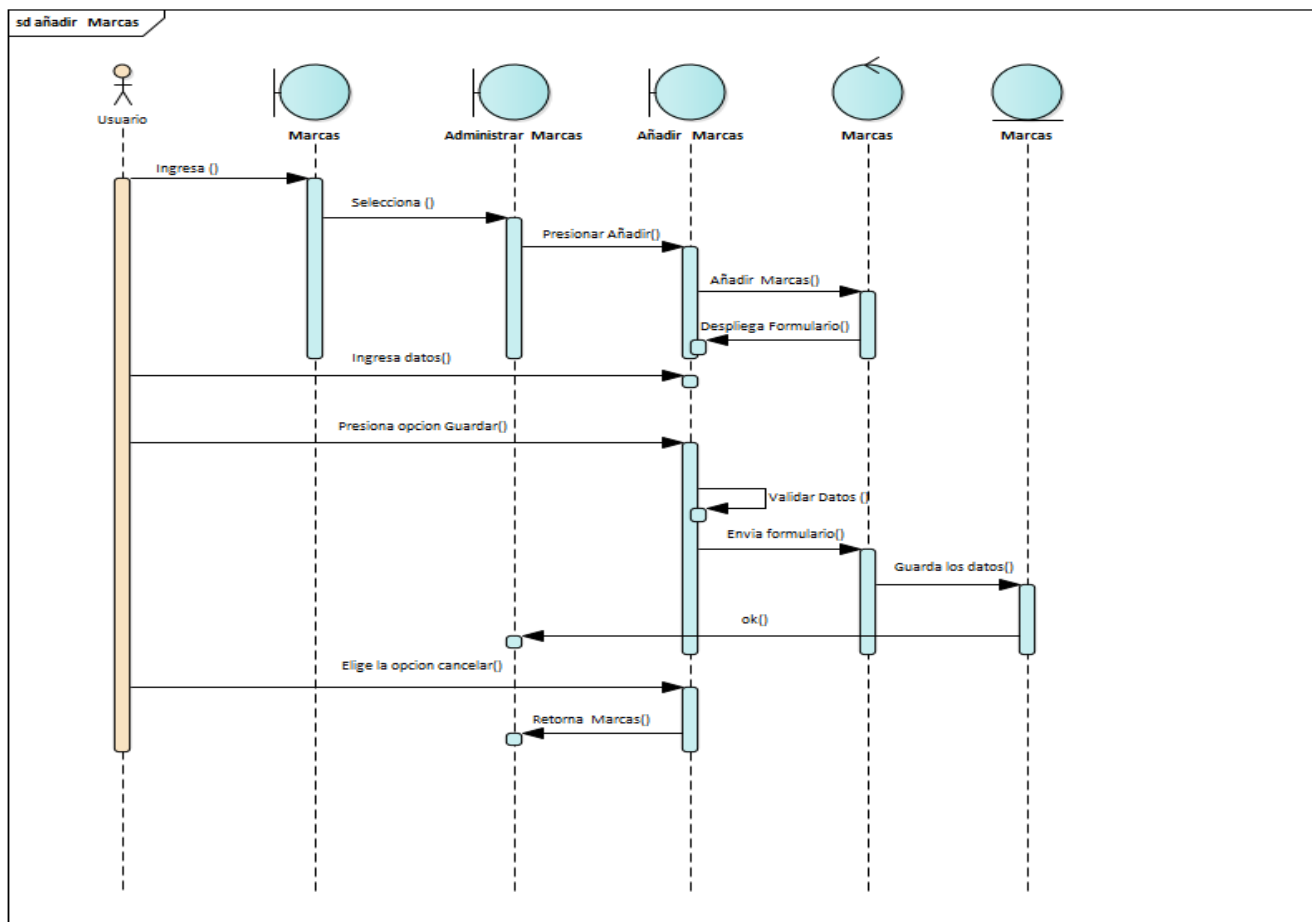 sd añadir Marcas
Usuario
Marcas
Administrar Marcas
Añadir Marcas
Marcas
Marcas
Ingresa ()
Selecciona ()
Presionar Añadir()
Añadir Marcas()
Despliega Formulario()
Ingresa datos()
Presiona opcion Guardar()
Validar Datos ()
Envia formulario()
Guarda los datos()
ok()
Elige la opcion cancelar()
Retorna Marcas()